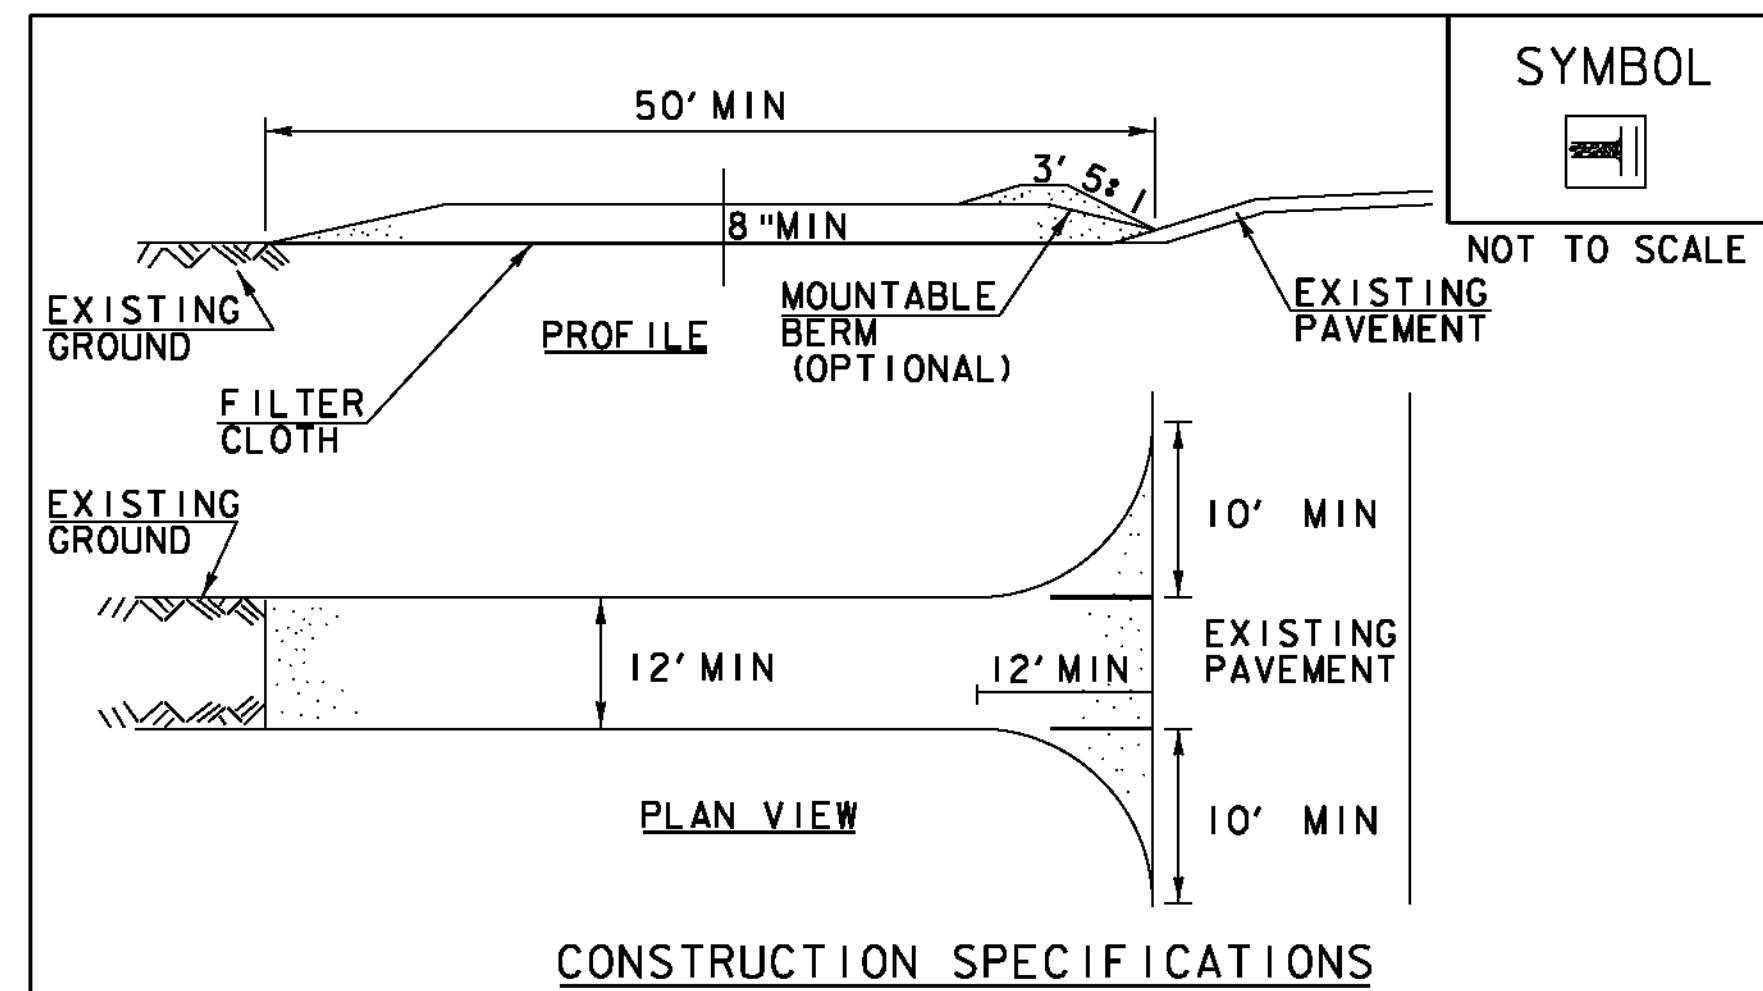 SYMBOL
NOT TO SCALE
50' MIN
3' 5:1
8"MIN
EXISTING
GROUND
PROFILE
MOUNTABLE
BERM
(OPTIONAL)
EXISTING
PAVEMENT
FILTER
CLOTH
EXISTING
GROUND
10' MIN
12' MIN
12' MIN
EXISTING
PAVEMENT
10' MIN
PLAN VIEW
CONSTRUCTION SPECIFICATIONS